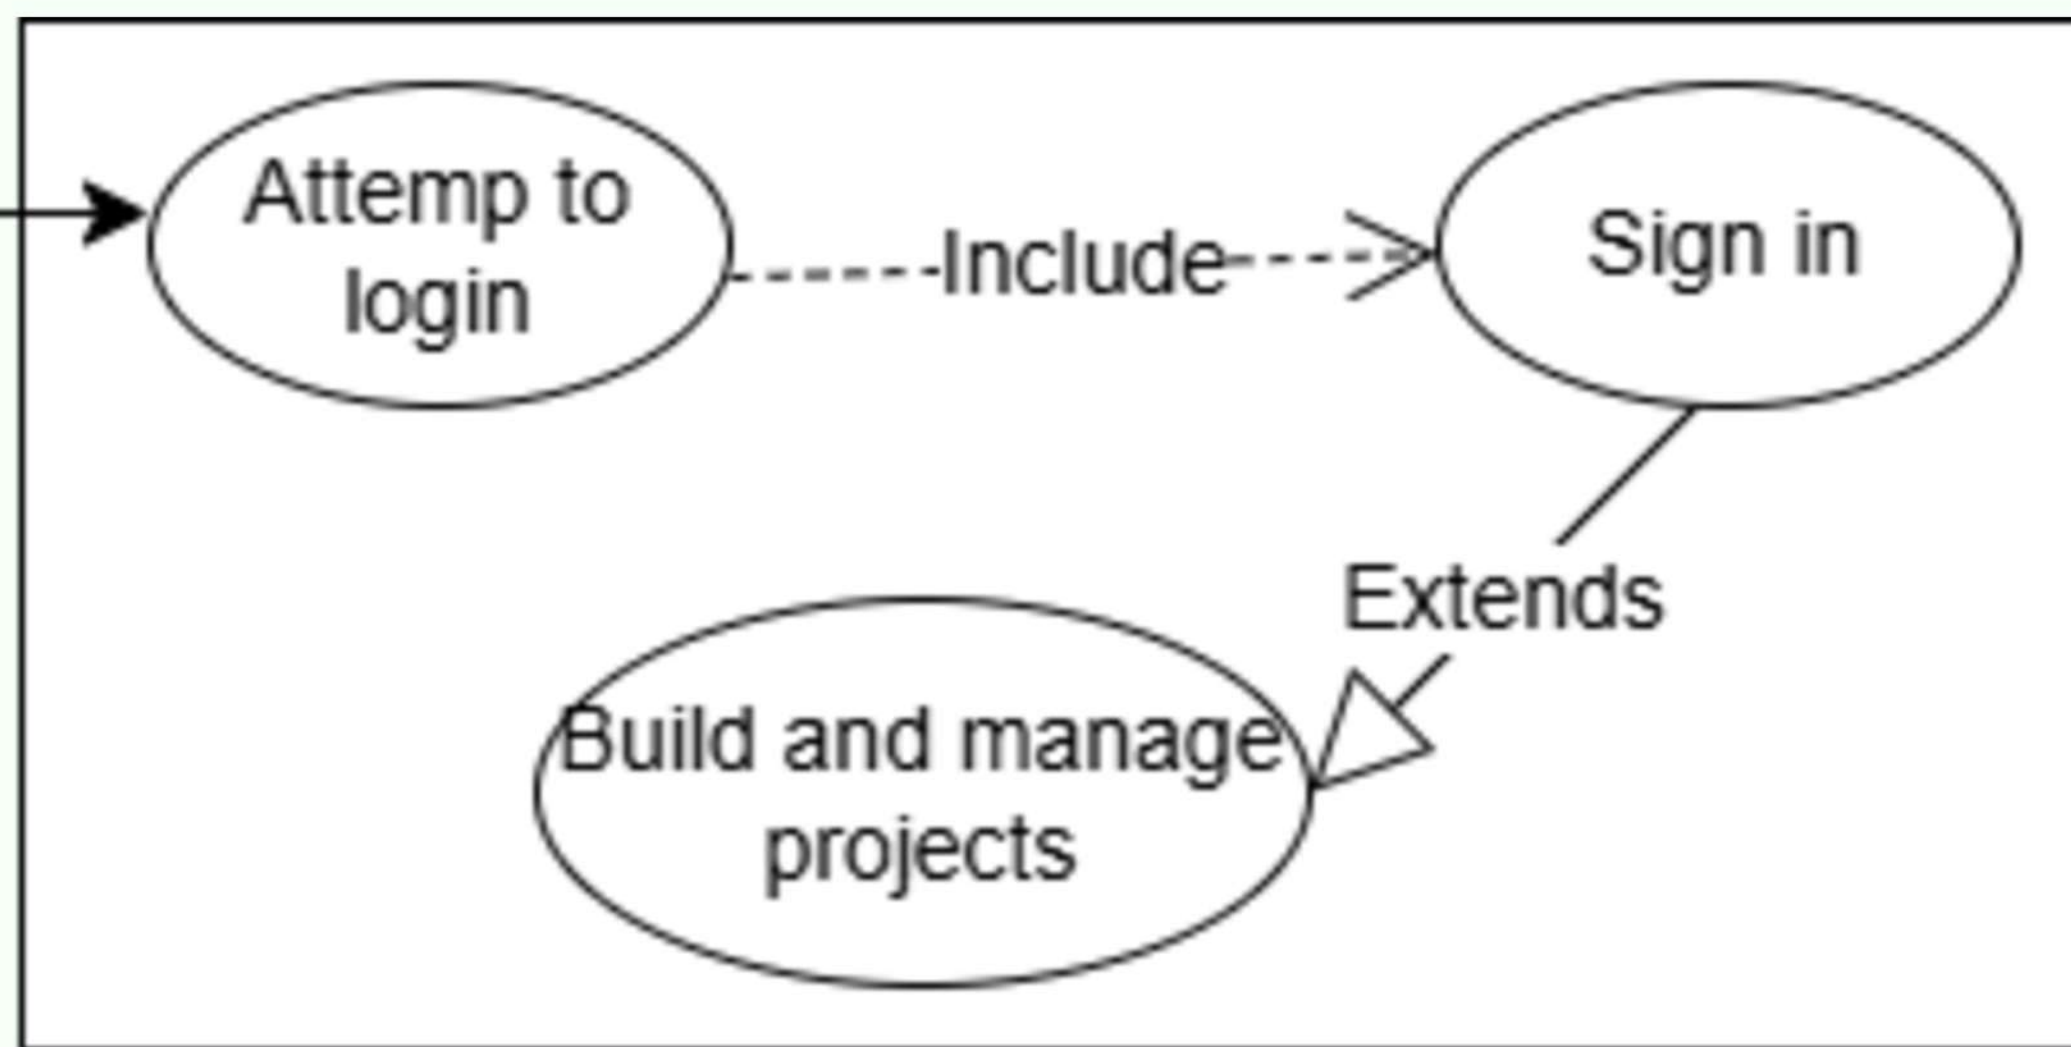 Attemp to
login
Include
Sign in
Extends
Build and manage
projects